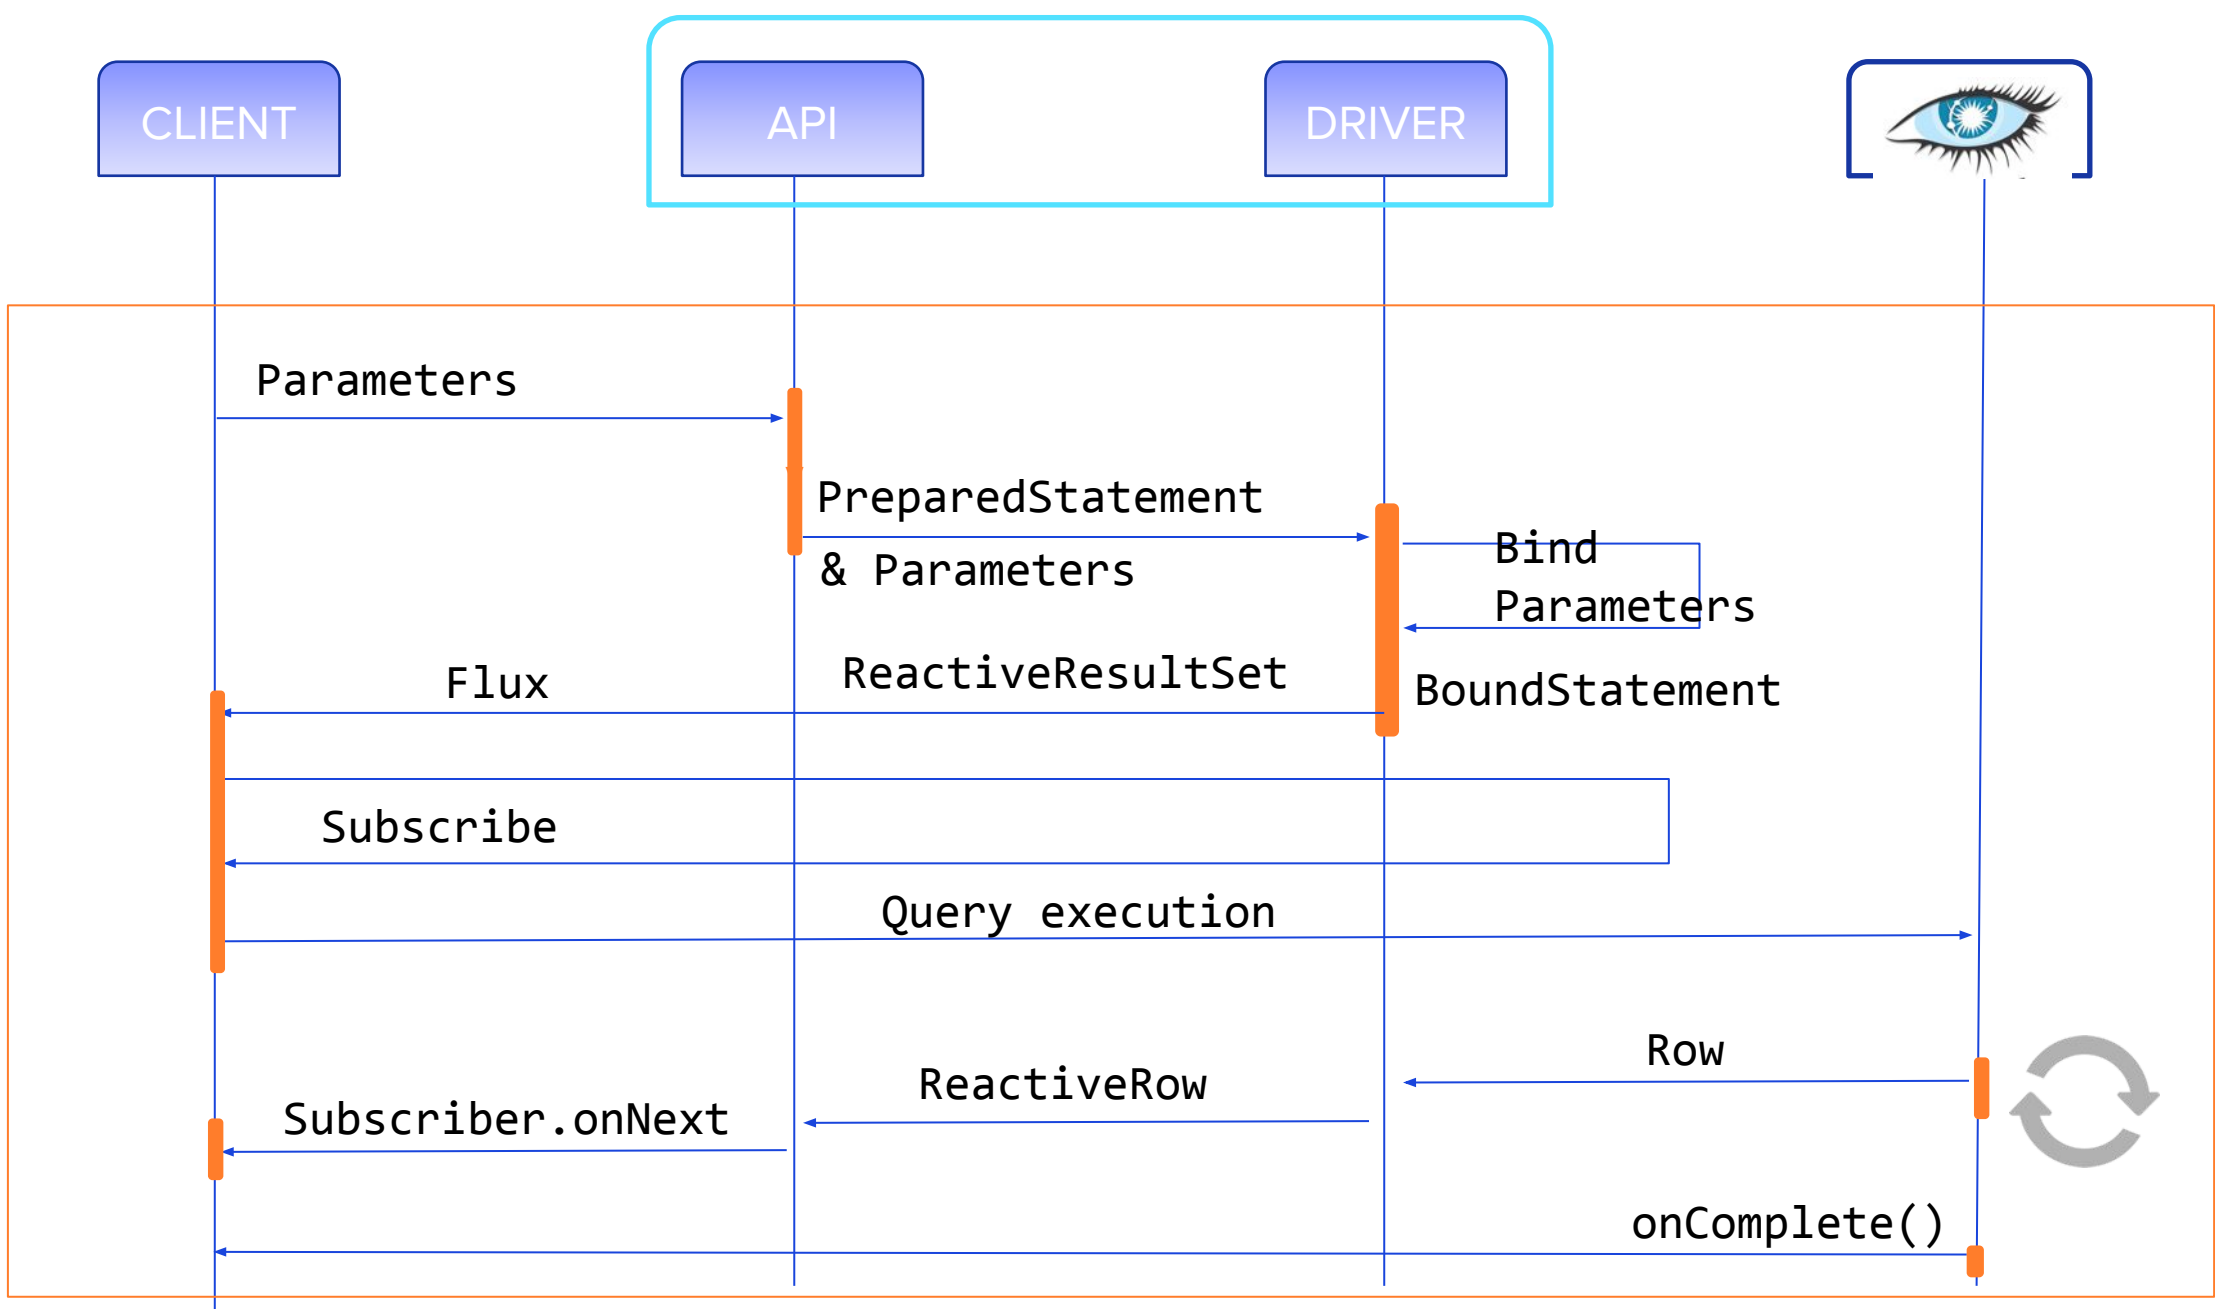 CLIENT
API
DRIVER
Parameters
PreparedStatement
& Parameters
Bind
Parameters
Flux
ReactiveResultSet
BoundStatement
Subscribe
Query execution
Row
ReactiveRow
Subscriber.onNext
onComplete()